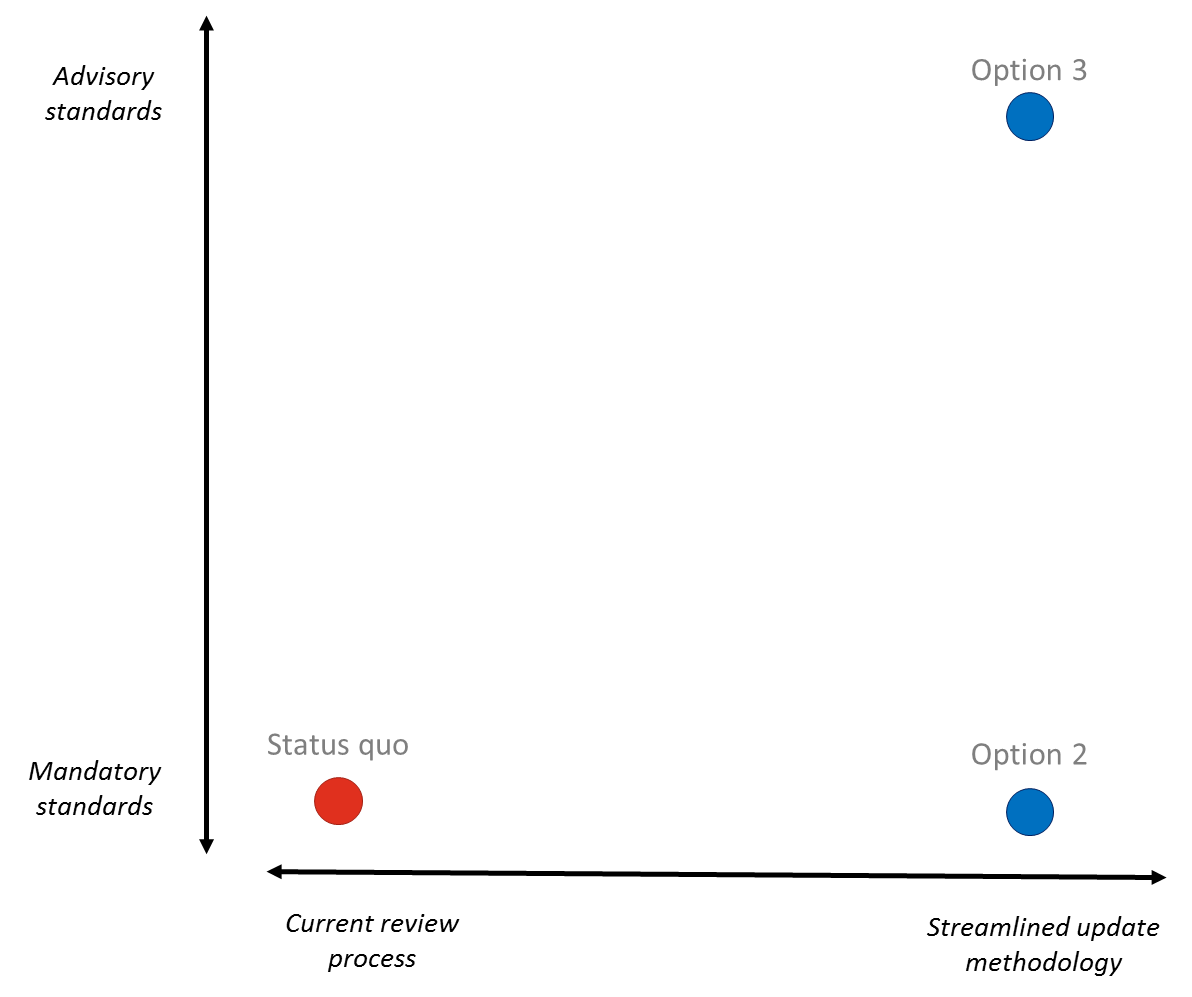 Option 3
Advisory
standards
Status quo
Option 2
Mandatory
standards
Current review
process
Streamlined update
methodology